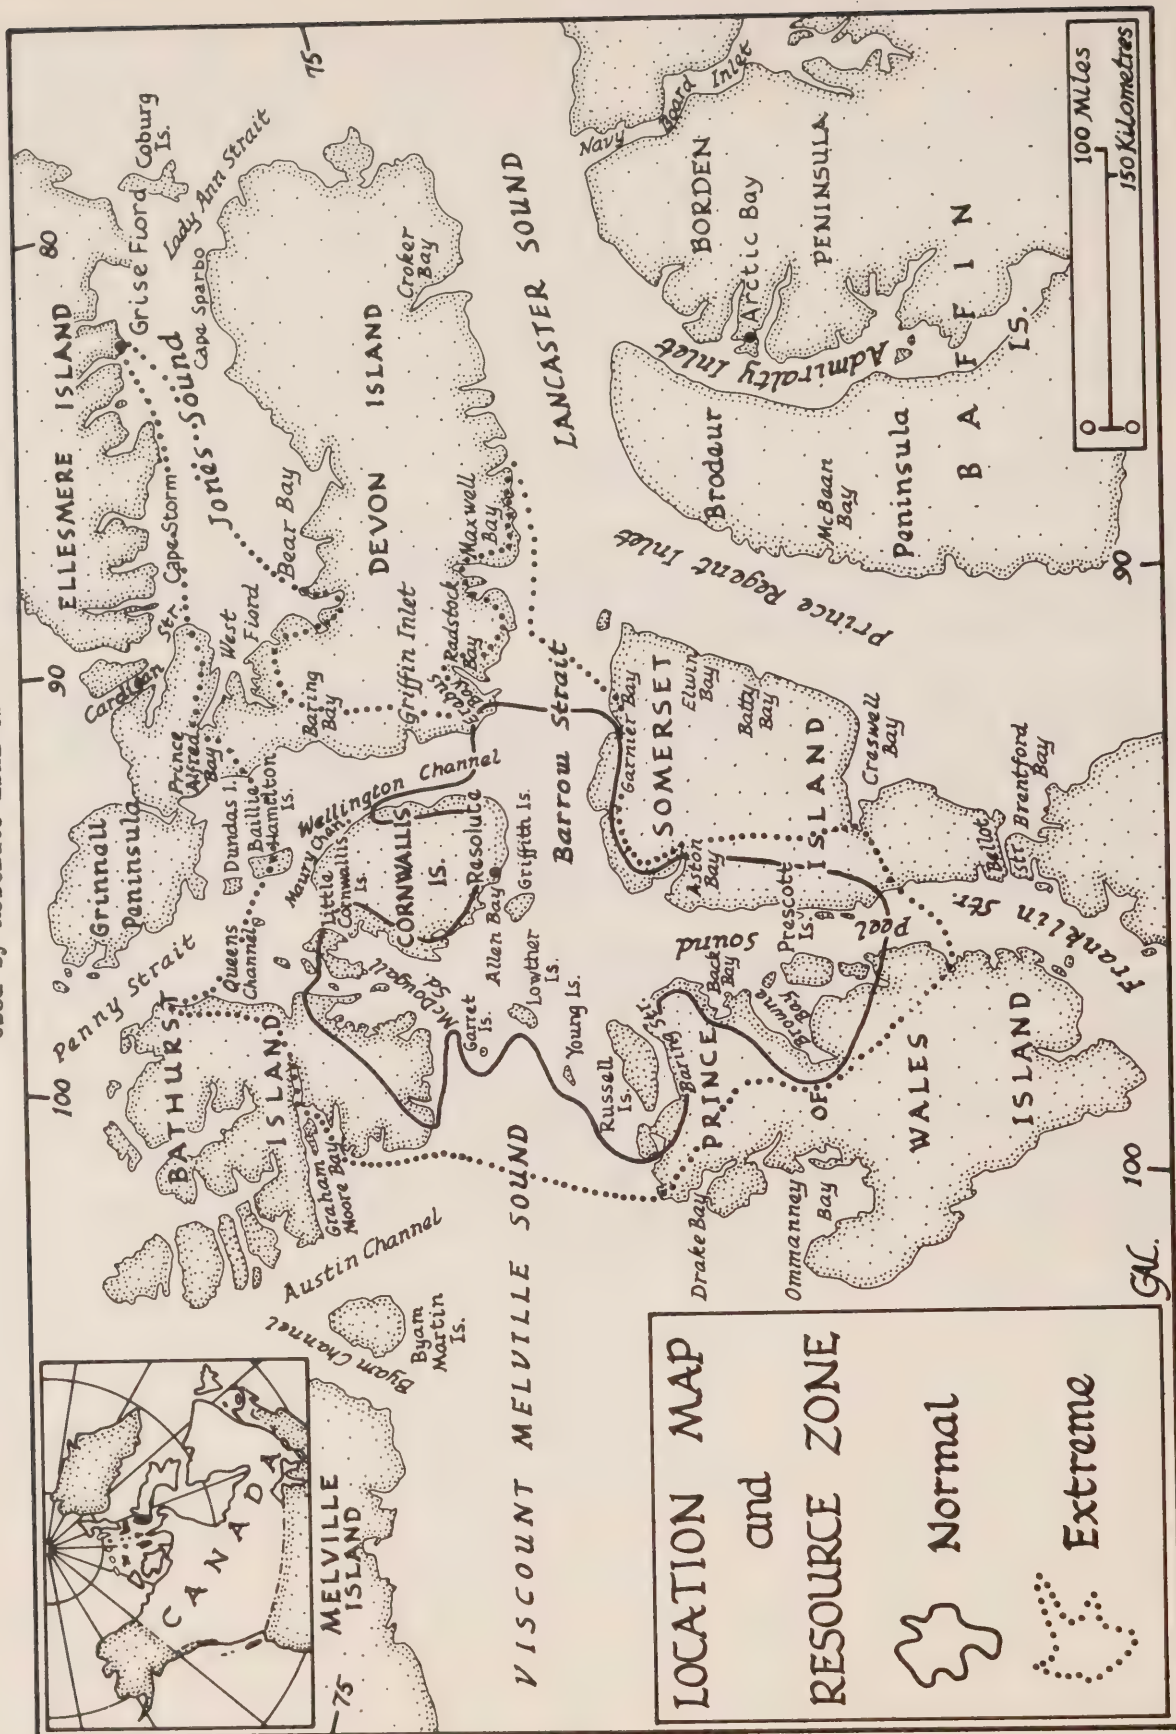 ELLESMERE ISLAND
80
90
100
75
Grise Fiord
Coburg
Is.
Lady Ann Strait
Cape Sparbo
Jones Sound
Cape Storm
Str.
Cardigan
West
Fiord
Bear Bay
Prince
Alfred
Bay
Grinnell
Peninsula
Dundas I.
Baillie
Hamelton
Is.
Penny Strait
Queens
Channel
BATHURST
ISLAND
Graham
Moore Bay
Austin Channel
Byam Channel
Byam
Martin
Is.
MELVILLE
ISLAND
75
CANADA
DEVON ISLAND
Croker
Bay
Maxwell
Bay
Radstock
Bay
Griffin Inlet
Baring
Bay
Wellington Channel
Maury Chan.
Little
Cornwallis
Is.
CORNWALLIS
IS.
Resolute
Allen Bay
Griffith Is.
McDougall
Sd.
Garret
Is.
Lowther
Is.
Young Is.
LANCASTER SOUND
Barrow Strait
VISCOUNT MELVILLE SOUND
Navy
Board
Inlet
BORDEN
PENINSULA
Arctic Bay
Admiralty Inlet
Brodeur
Peninsula
McBean
Bay
BAFFIN
IS.
Prince Regent Inlet
90
Garnier Bay
SOMERSET
ISLAND
Elwin
Bay
Batty
Bay
Creswell
Bay
Aston
Bay
Prescott
Is.
Bellot
Str.
Brentford
Bay
Franklin Str.
Peel
Sound
Back
Bay
Browne
Bay
Russell
Is.
Baring
PRINCE
OF
WALES
ISLAND
Drake Bay
Ommanney
Bay
100
GAL.
0
100 Miles
0
150 Kilometres
LOCATION MAP
and
RESOURCE ZONE
Normal
Extreme